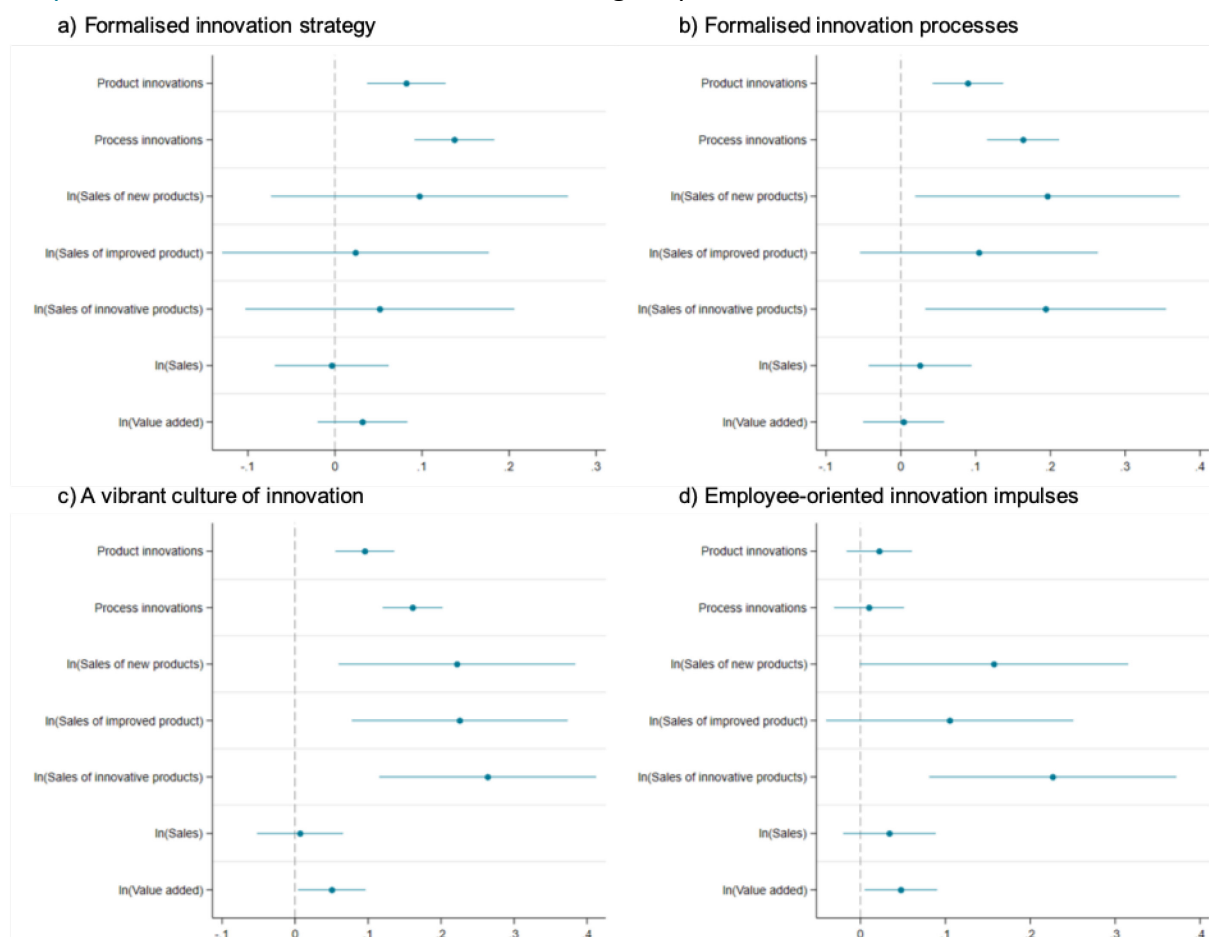 a) Formalised innovation strategy
Product innovations
Process innovations
ln(Sales of new products)
ln(Sales of improved product)
ln(Sales of innovative products)
ln(Sales)
ln(Value added)
-.1 0 .1 .2 .3
b) Formalised innovation processes
Product innovations
Process innovations
ln(Sales of new products)
ln(Sales of improved product)
ln(Sales of innovative products)
ln(Sales)
ln(Value added)
-.1 0 .1 .2 .3 .4
c) A vibrant culture of innovation
Product innovations
Process innovations
ln(Sales of new products)
ln(Sales of improved product)
ln(Sales of innovative products)
ln(Sales)
ln(Value added)
-.1 0 .1 .2 .3 .4
d) Employee-oriented innovation impulses
Product innovations
Process innovations
ln(Sales of new products)
ln(Sales of improved product)
ln(Sales of innovative products)
ln(Sales)
ln(Value added)
0 .1 .2 .3 .4